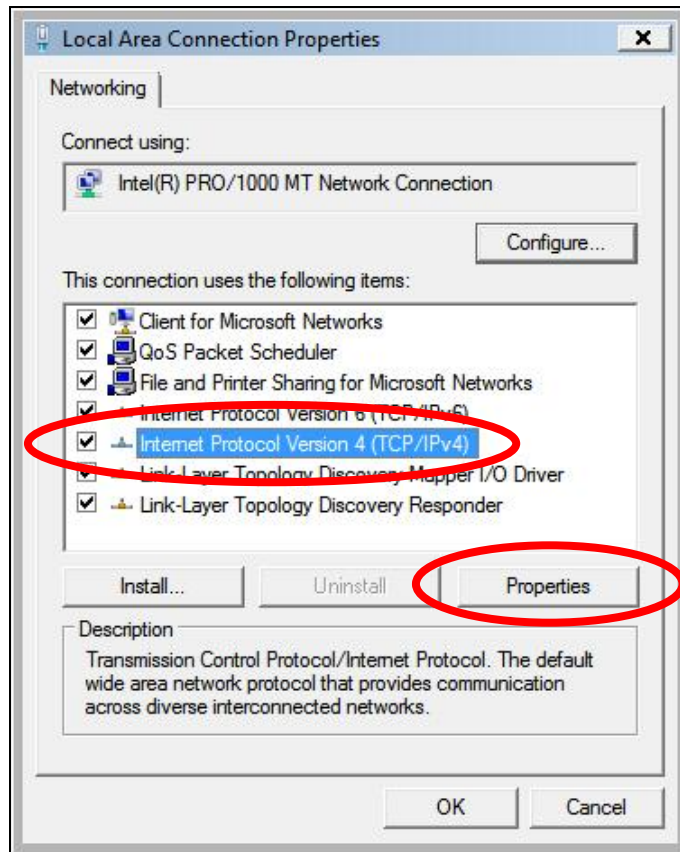 Local Area Connection Properties
Networking
Connect using:
Intel(R) PRO/1000 MT Network Connection
Configure...
This connection uses the following items:
Client for Microsoft Networks
QoS Packet Scheduler
File and Printer Sharing for Microsoft Networks
Internet Protocol Version 6 (TCP/IPv6)
Internet Protocol Version 4 (TCP/IPv4)
Link-Layer Topology Discovery Mapper I/O Driver
Link-Layer Topology Discovery Responder
Install... Uninstall Properties
Description
Transmission Control Protocol/Internet Protocol. The default
wide area network protocol that provides communication
across diverse interconnected networks.
OK Cancel